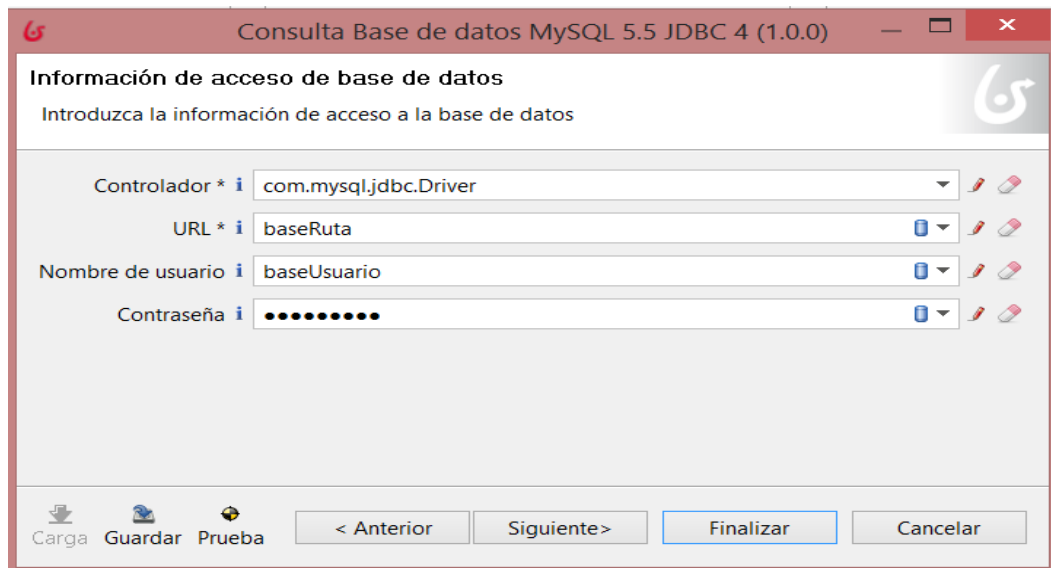 Consulta Base de datos MySQL 5.5 JDBC 4 (1.0.0)
Información de acceso de base de datos
Introduzca la información de acceso a la base de datos
Controlador * i com.mysql.jdbc.Driver
URL * i baseRuta
Nombre de usuario i baseUsuario
Contraseña i ●●●●●●●●●
Carga Guardar Prueba < Anterior Siguiente> Finalizar Cancelar